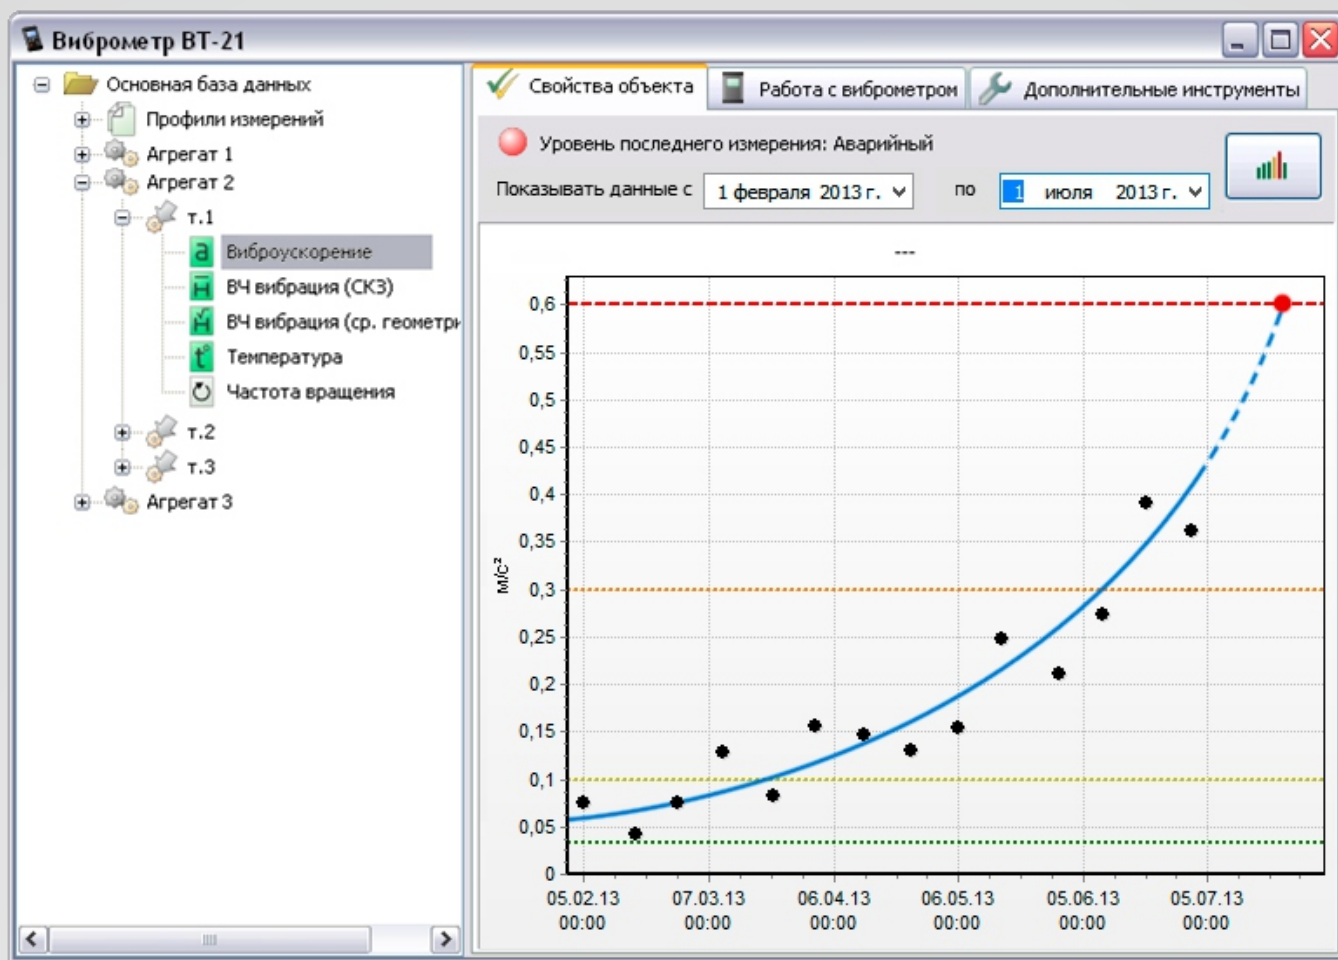 Виброметр ВТ-21
Основная база данных
Профили измерений
Агрегат 1
Агрегат 2
т.1
a Виброускорение
H ВЧ вибрация (СКЗ)
H ВЧ вибрация (ср. геометри
t° Температура
Частота вращения
т.2
т.3
Агрегат 3
Свойства объекта
Работа с виброметром
Дополнительные инструменты
Уровень последнего измерения: Аварийный
Показывать данные с 1 февраля 2013 г. по 1 июля 2013 г.
---
0,6
0,55
0,5
0,45
0,4
0,35
0,3
0,25
0,2
0,15
0,1
0,05
0
м/с²
05.02.13 07.03.13 06.04.13 06.05.13 05.06.13 05.07.13
00:00 00:00 00:00 00:00 00:00 00:00